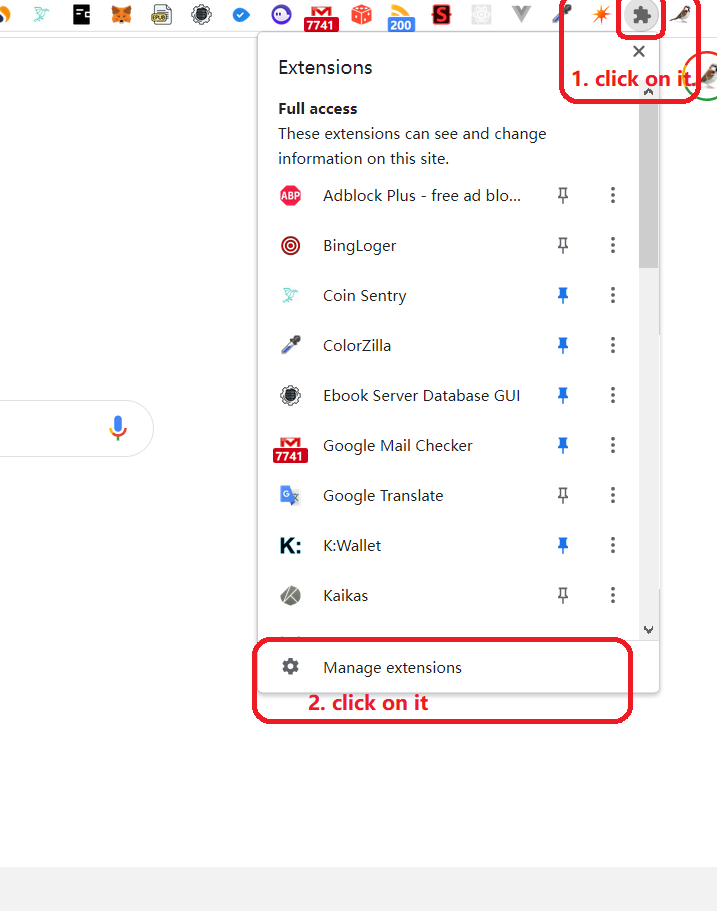 EPUB
7741
200
S
Extensions
1. click on it.
Full access
These extensions can see and change
information on this site.
ABP Adblock Plus - free ad blo...
BingLoger
Coin Sentry
ColorZilla
Ebook Server Database GUI
7741 Google Mail Checker
Google Translate
K: K:Wallet
Kaikas
Manage extensions
2. click on it